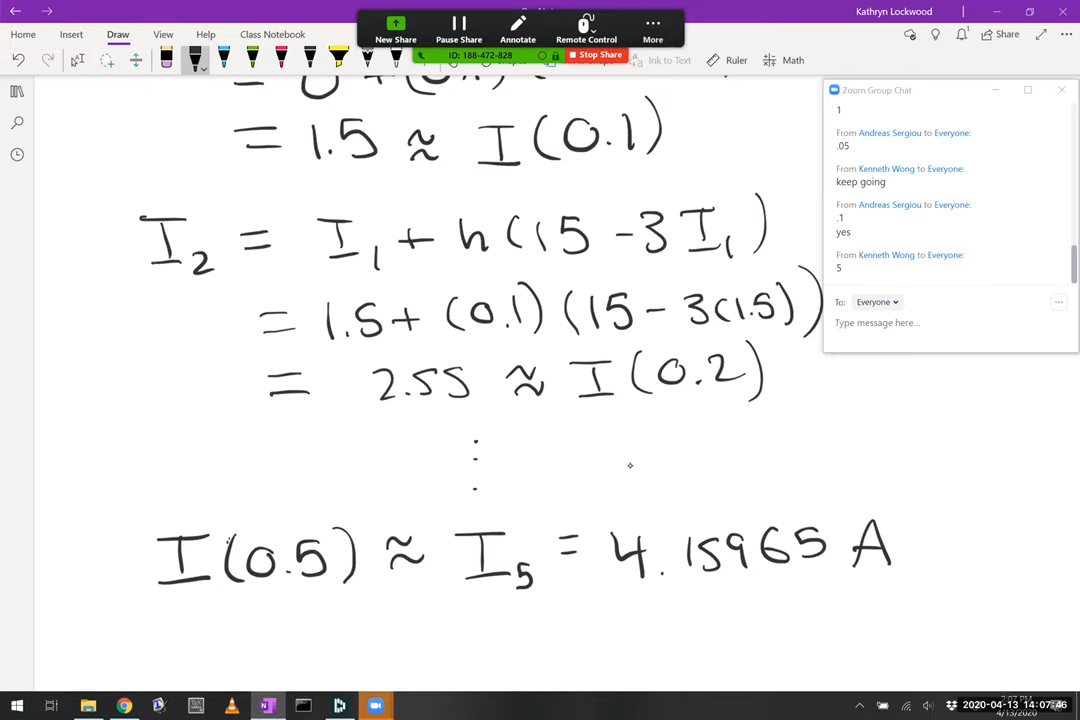 Kathryn Lockwood
Home Insert Draw View Help Class Notebook
New Share Pause Share Annotate Remote Control More
ID: 188-472-828 Stop Share
Share
Ink to Text Ruler Math
= 1.5 ≈ I(0.1)
I₂ = I₁ + h(15 - 3I₁)
= 1.5 + (0.1)(15 - 3(1.5))
= 2.55 ≈ I(0.2)
⋮
I(0.5) ≈ I₅ = 4.15965 A
Zoom Group Chat
1
From Andreas Sergiou to Everyone:
.05
From Kenneth Wong to Everyone:
keep going
From Andreas Sergiou to Everyone:
.1
yes
From Kenneth Wong to Everyone:
5
To: Everyone
Type message here...
2020-04-13 14:07:46